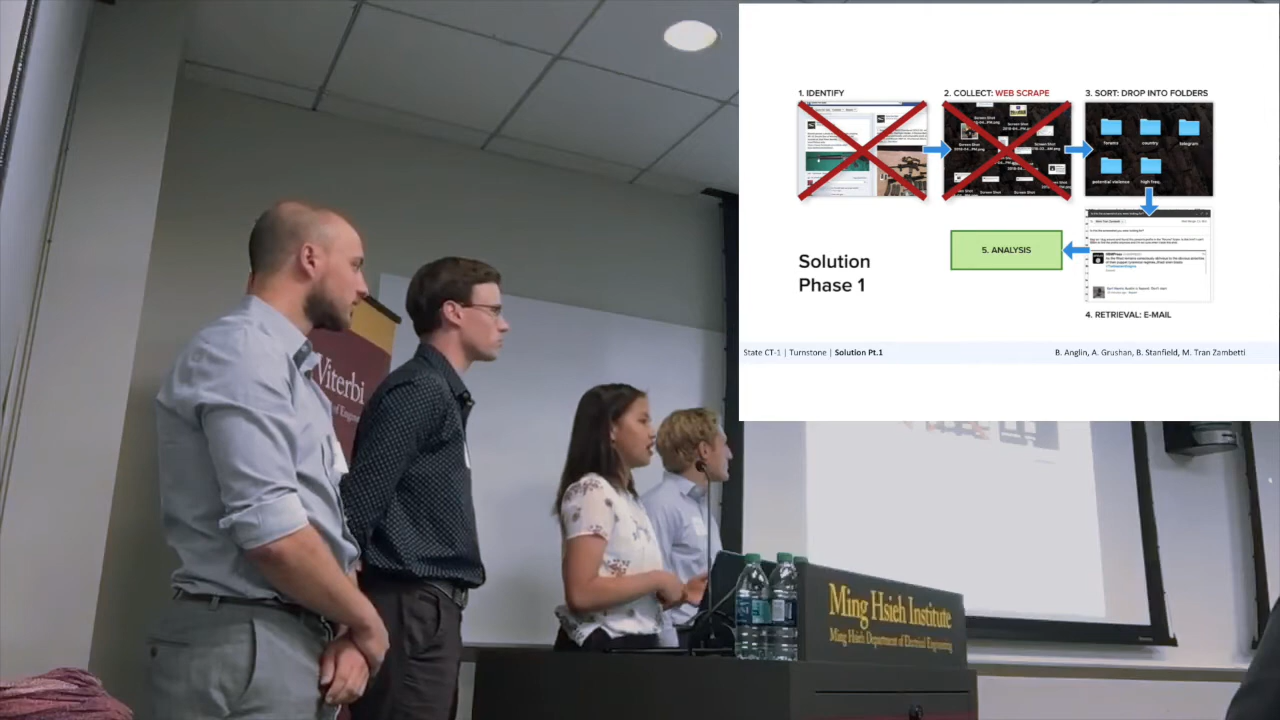 1. IDENTIFY
2. COLLECT: WEB SCRAPE
3. SORT: DROP INTO FOLDERS
forums
country
telegram
potential violence
high freq.
5. ANALYSIS
Solution
Phase 1
4. RETRIEVAL: E-MAIL
State CT-1 | Turnstone | Solution Pt.1
B. Anglin, A. Grushan, B. Stanfield, M. Tran Zambetti
Viterbi
Ming Hsieh Institute
Ming Hsieh Department of Electrical Engineering